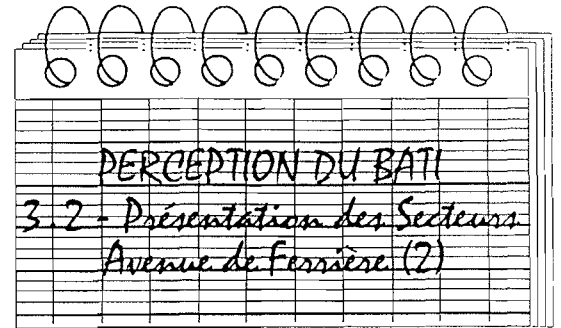 PERCEPTION DU BATI
3.2 - Présentation des Secteurs
Avenue de Ferrière (2)